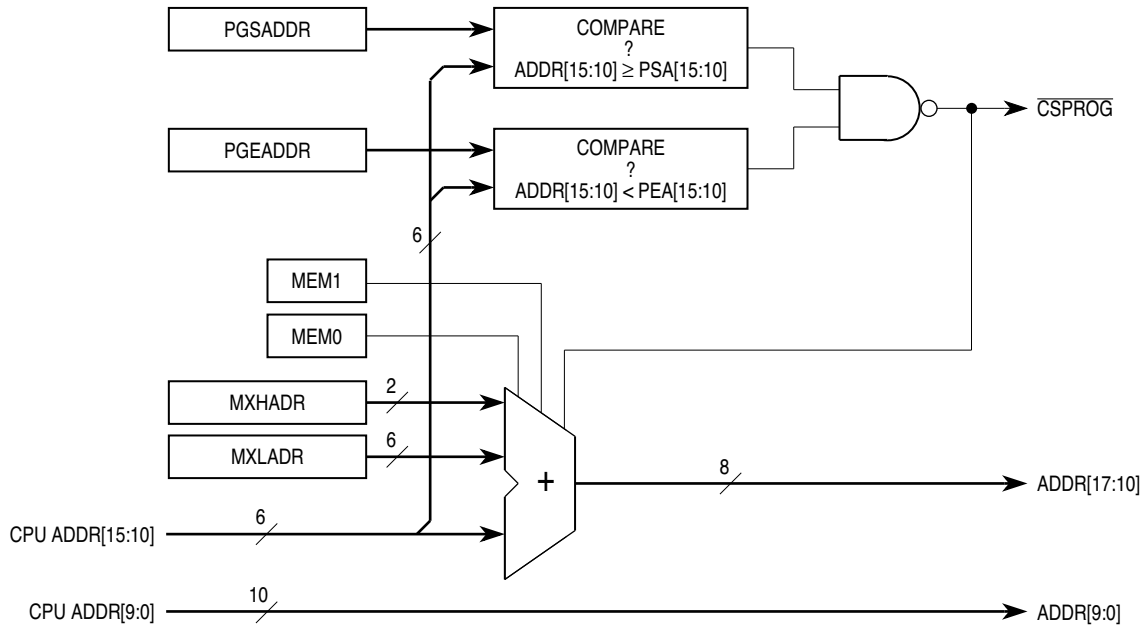 PGSADDR
COMPARE
?
ADDR[15:10] ≥ PSA[15:10]
CSPROG
PGEADDR
COMPARE
?
ADDR[15:10] < PEA[15:10]
6
MEM1
MEM0
MXHADR
2
MXLADR
6
+
8
ADDR[17:10]
CPU ADDR[15:10]
6
CPU ADDR[9:0]
10
ADDR[9:0]